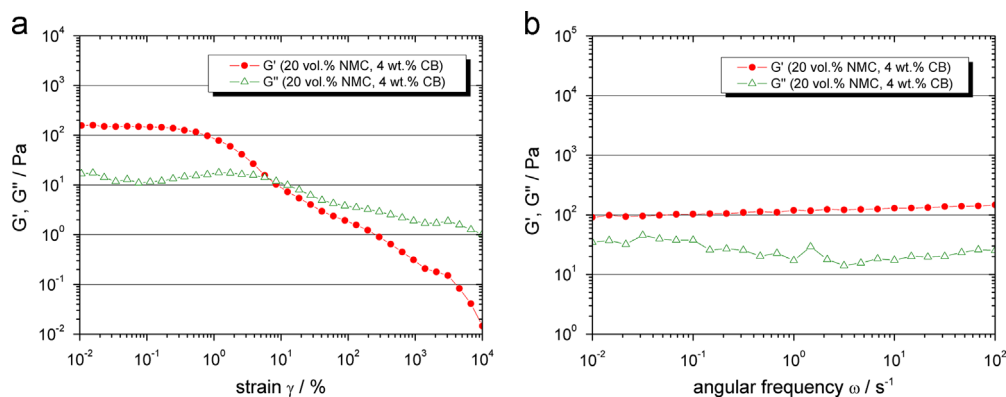 a
10^4
10^3
10^2
10^1
10^0
10^-1
10^-2
G', G'' / Pa
G' (20 vol.% NMC, 4 wt.% CB)
G'' (20 vol.% NMC, 4 wt.% CB)
10^-2 10^-1 10^0 10^1 10^2 10^3 10^4
strain γ / %
b
10^5
10^4
10^3
10^2
10^1
10^0
G', G'' / Pa
G' (20 vol.% NMC, 4 wt.% CB)
G'' (20 vol.% NMC, 4 wt.% CB)
10^-2 10^-1 10^0 10^1 10^2
angular frequency ω / s^-1